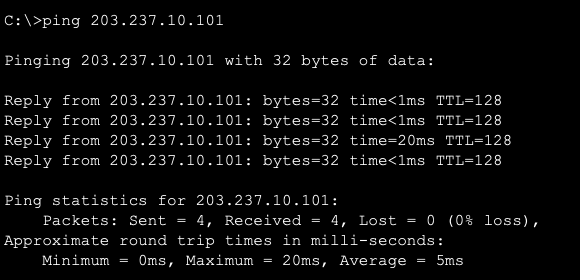 C:\>ping 203.237.10.101
Pinging 203.237.10.101 with 32 bytes of data:
Reply from 203.237.10.101: bytes=32 time<1ms TTL=128
Reply from 203.237.10.101: bytes=32 time<1ms TTL=128
Reply from 203.237.10.101: bytes=32 time=20ms TTL=128
Reply from 203.237.10.101: bytes=32 time<1ms TTL=128
Ping statistics for 203.237.10.101:
Packets: Sent = 4, Received = 4, Lost = 0 (0% loss),
Approximate round trip times in milli-seconds:
Minimum = 0ms, Maximum = 20ms, Average = 5ms